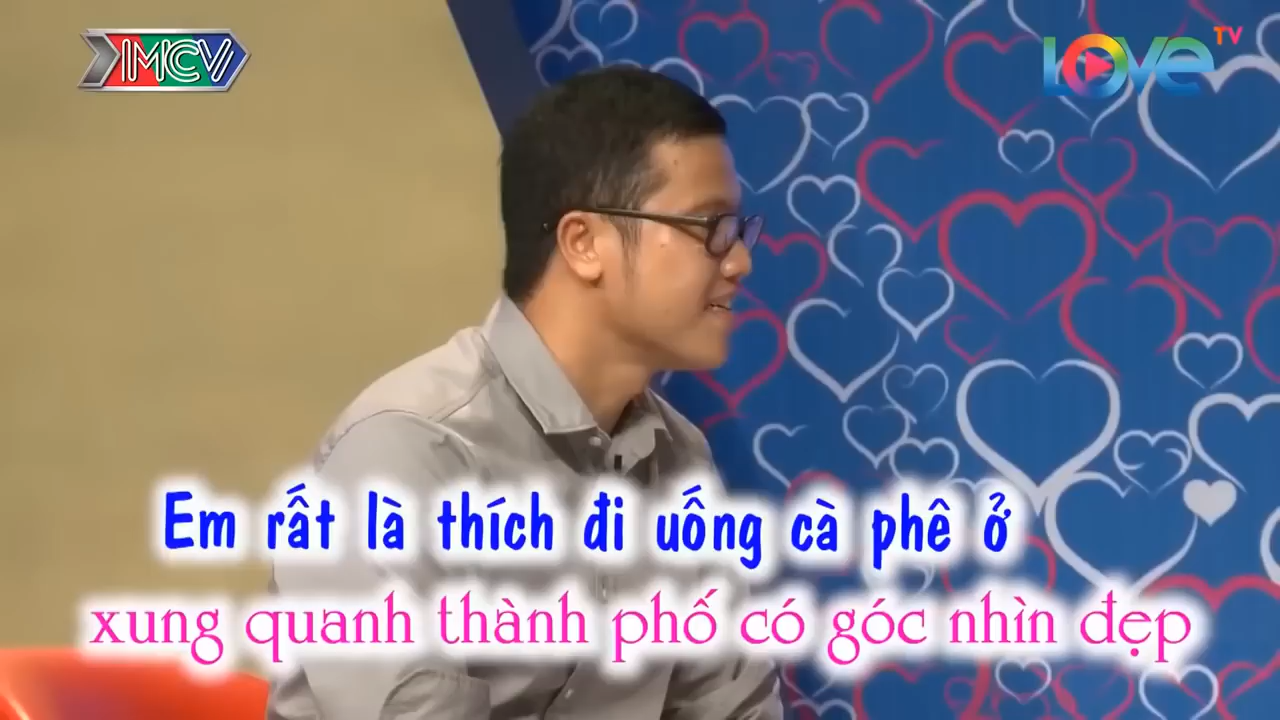 MCV
LOVE TV
Em rất là thích đi uống cà phê ở
xung quanh thành phố có góc nhìn đẹp